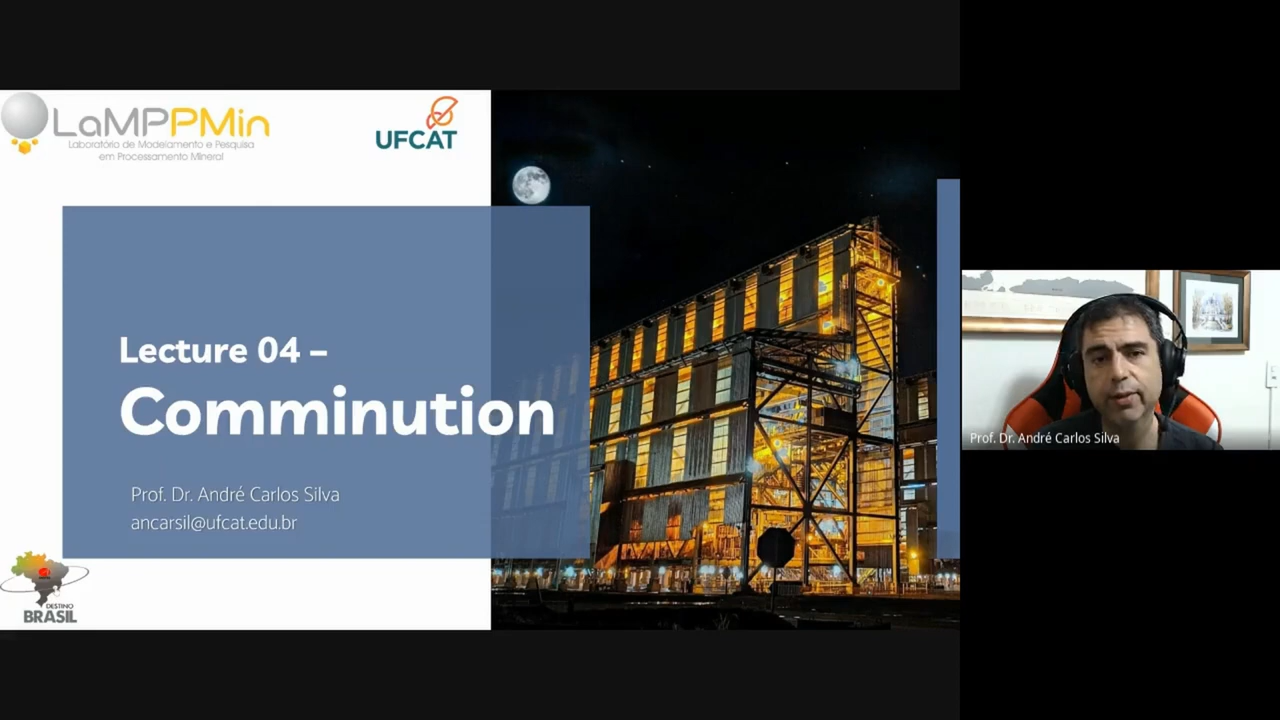 LaMPPMin
Laboratório de Modelamento e Pesquisa
em Processamento Mineral
UFCAT
Lecture 04 –
Comminution
Prof. Dr. André Carlos Silva
ancarsil@ufcat.edu.br
DESTINO
BRASIL
Prof. Dr. André Carlos Silva